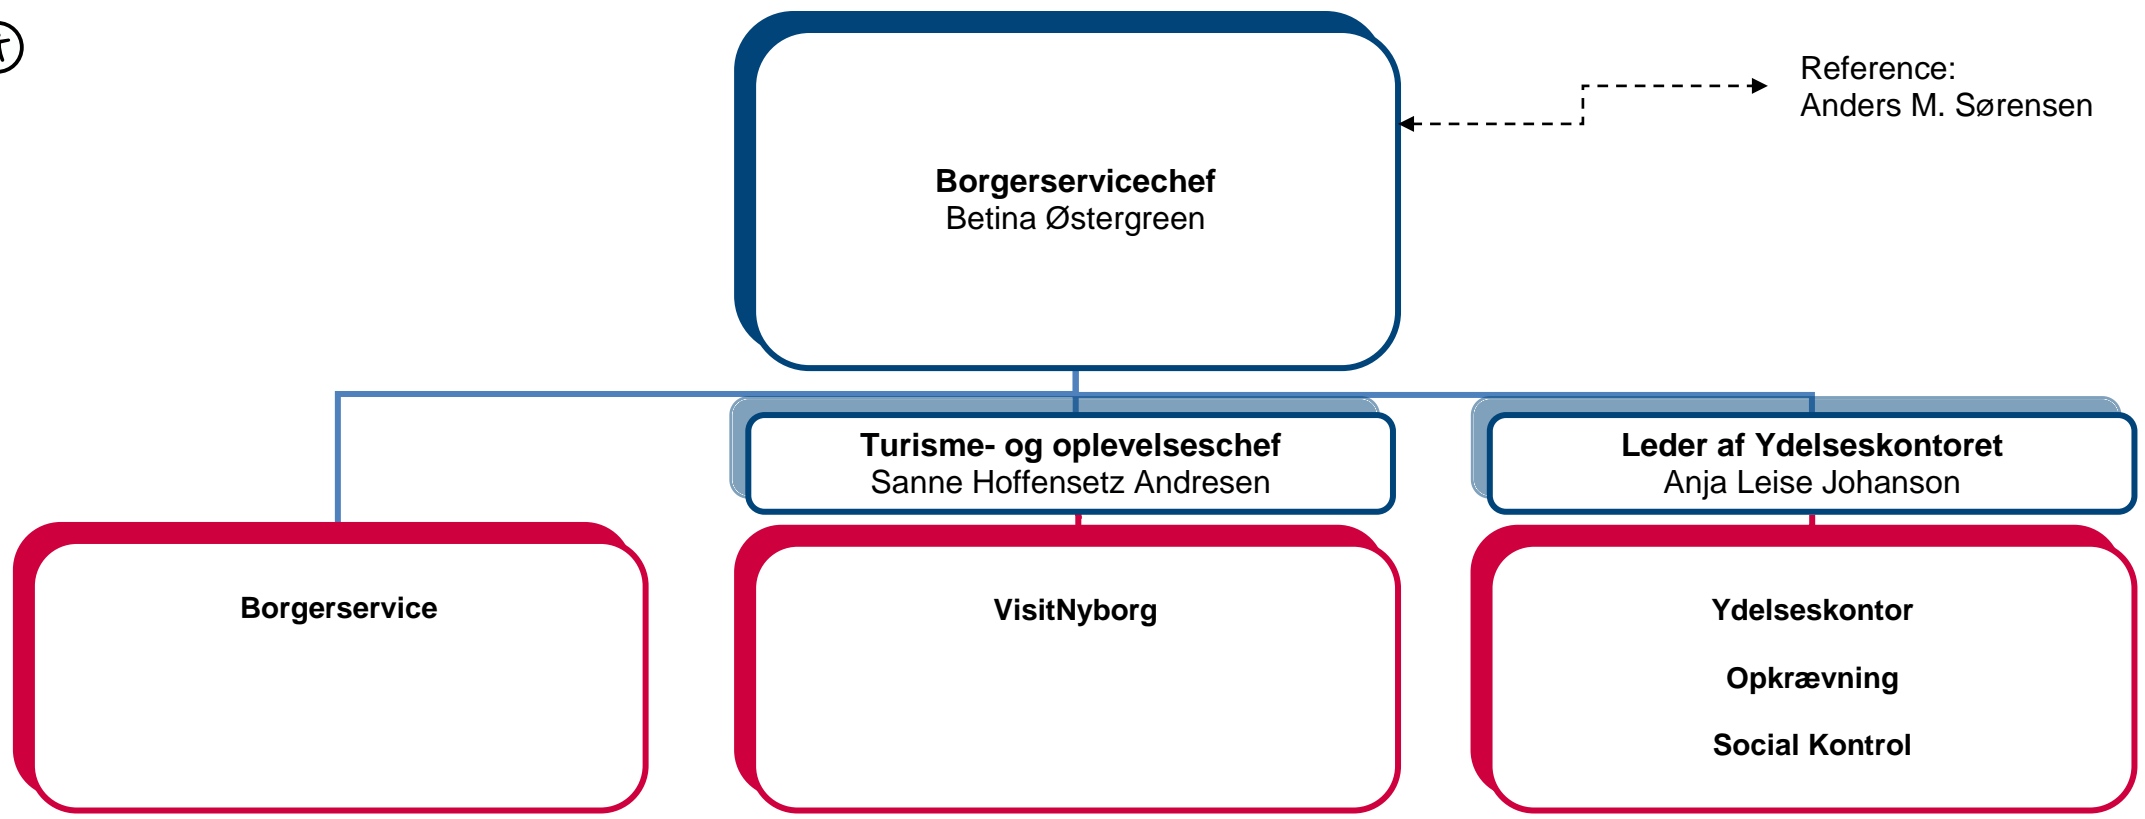 Reference:
Anders M. Sørensen
Borgerservicechef
Betina Østergreen
Turisme- og oplevelseschef
Sanne Hoffensetz Andresen
Leder af Ydelseskontoret
Anja Leise Johanson
Borgerservice
VisitNyborg
Ydelseskontor
Opkrævning
Social Kontrol